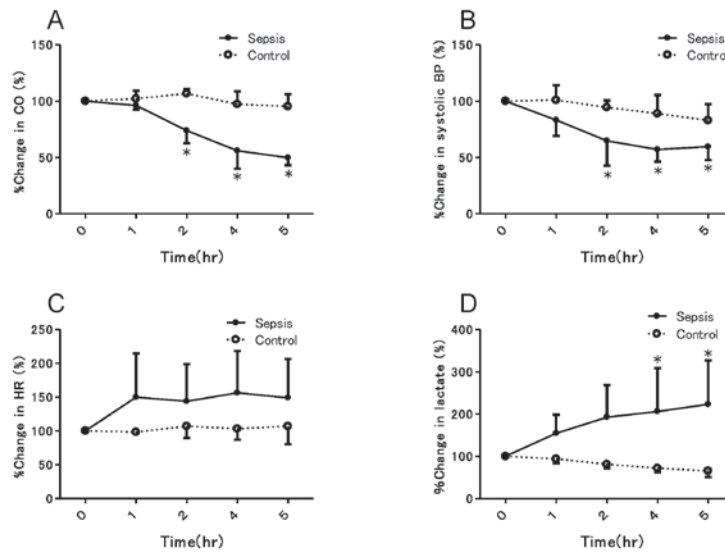 A
Sepsis
Control
%Change in CO (%)
150
100
50
0
*
*
*
0
1
2
4
5
Time(hr)
B
Sepsis
Control
%Change in systolic BP (%)
150
100
50
0
*
*
*
0
1
2
4
5
Time(hr)
C
Sepsis
Control
%Change in HR (%)
250
200
150
100
50
0
0
1
2
4
5
Time(hr)
D
Sepsis
Control
%Change in lactate (%)
400
300
200
100
0
*
*
0
1
2
4
5
Time(hr)